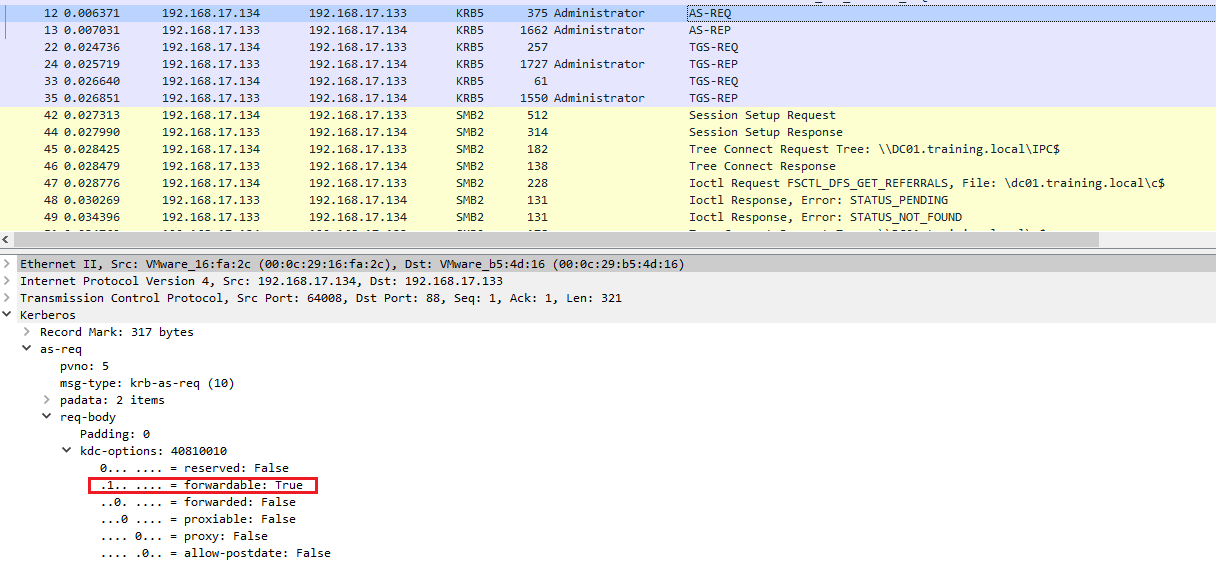 12 0.006371 192.168.17.134 192.168.17.133 KRB5 375 Administrator AS-REQ
13 0.007031 192.168.17.133 192.168.17.134 KRB5 1662 Administrator AS-REP
22 0.024736 192.168.17.134 192.168.17.133 KRB5 257 TGS-REQ
24 0.025719 192.168.17.133 192.168.17.134 KRB5 1727 Administrator TGS-REP
33 0.026640 192.168.17.134 192.168.17.133 KRB5 61 TGS-REQ
35 0.026851 192.168.17.133 192.168.17.134 KRB5 1550 Administrator TGS-REP
42 0.027313 192.168.17.134 192.168.17.133 SMB2 512 Session Setup Request
44 0.027990 192.168.17.133 192.168.17.134 SMB2 314 Session Setup Response
45 0.028425 192.168.17.134 192.168.17.133 SMB2 182 Tree Connect Request Tree: \\DC01.training.local\IPC$
46 0.028479 192.168.17.133 192.168.17.134 SMB2 138 Tree Connect Response
47 0.028776 192.168.17.134 192.168.17.133 SMB2 228 Ioctl Request FSCTL_DFS_GET_REFERRALS, File: \dc01.training.local\c$
48 0.030269 192.168.17.133 192.168.17.134 SMB2 131 Ioctl Response, Error: STATUS_PENDING
49 0.034396 192.168.17.133 192.168.17.134 SMB2 131 Ioctl Response, Error: STATUS_NOT_FOUND
Ethernet II, Src: VMware_16:fa:2c (00:0c:29:16:fa:2c), Dst: VMware_b5:4d:16 (00:0c:29:b5:4d:16)
Internet Protocol Version 4, Src: 192.168.17.134, Dst: 192.168.17.133
Transmission Control Protocol, Src Port: 64008, Dst Port: 88, Seq: 1, Ack: 1, Len: 321
Kerberos
Record Mark: 317 bytes
as-req
pvno: 5
msg-type: krb-as-req (10)
padata: 2 items
req-body
Padding: 0
kdc-options: 40810010
0... .... = reserved: False
.1.. .... = forwardable: True
..0. .... = forwarded: False
...0 .... = proxiable: False
.... 0... = proxy: False
.... .0.. = allow-postdate: False